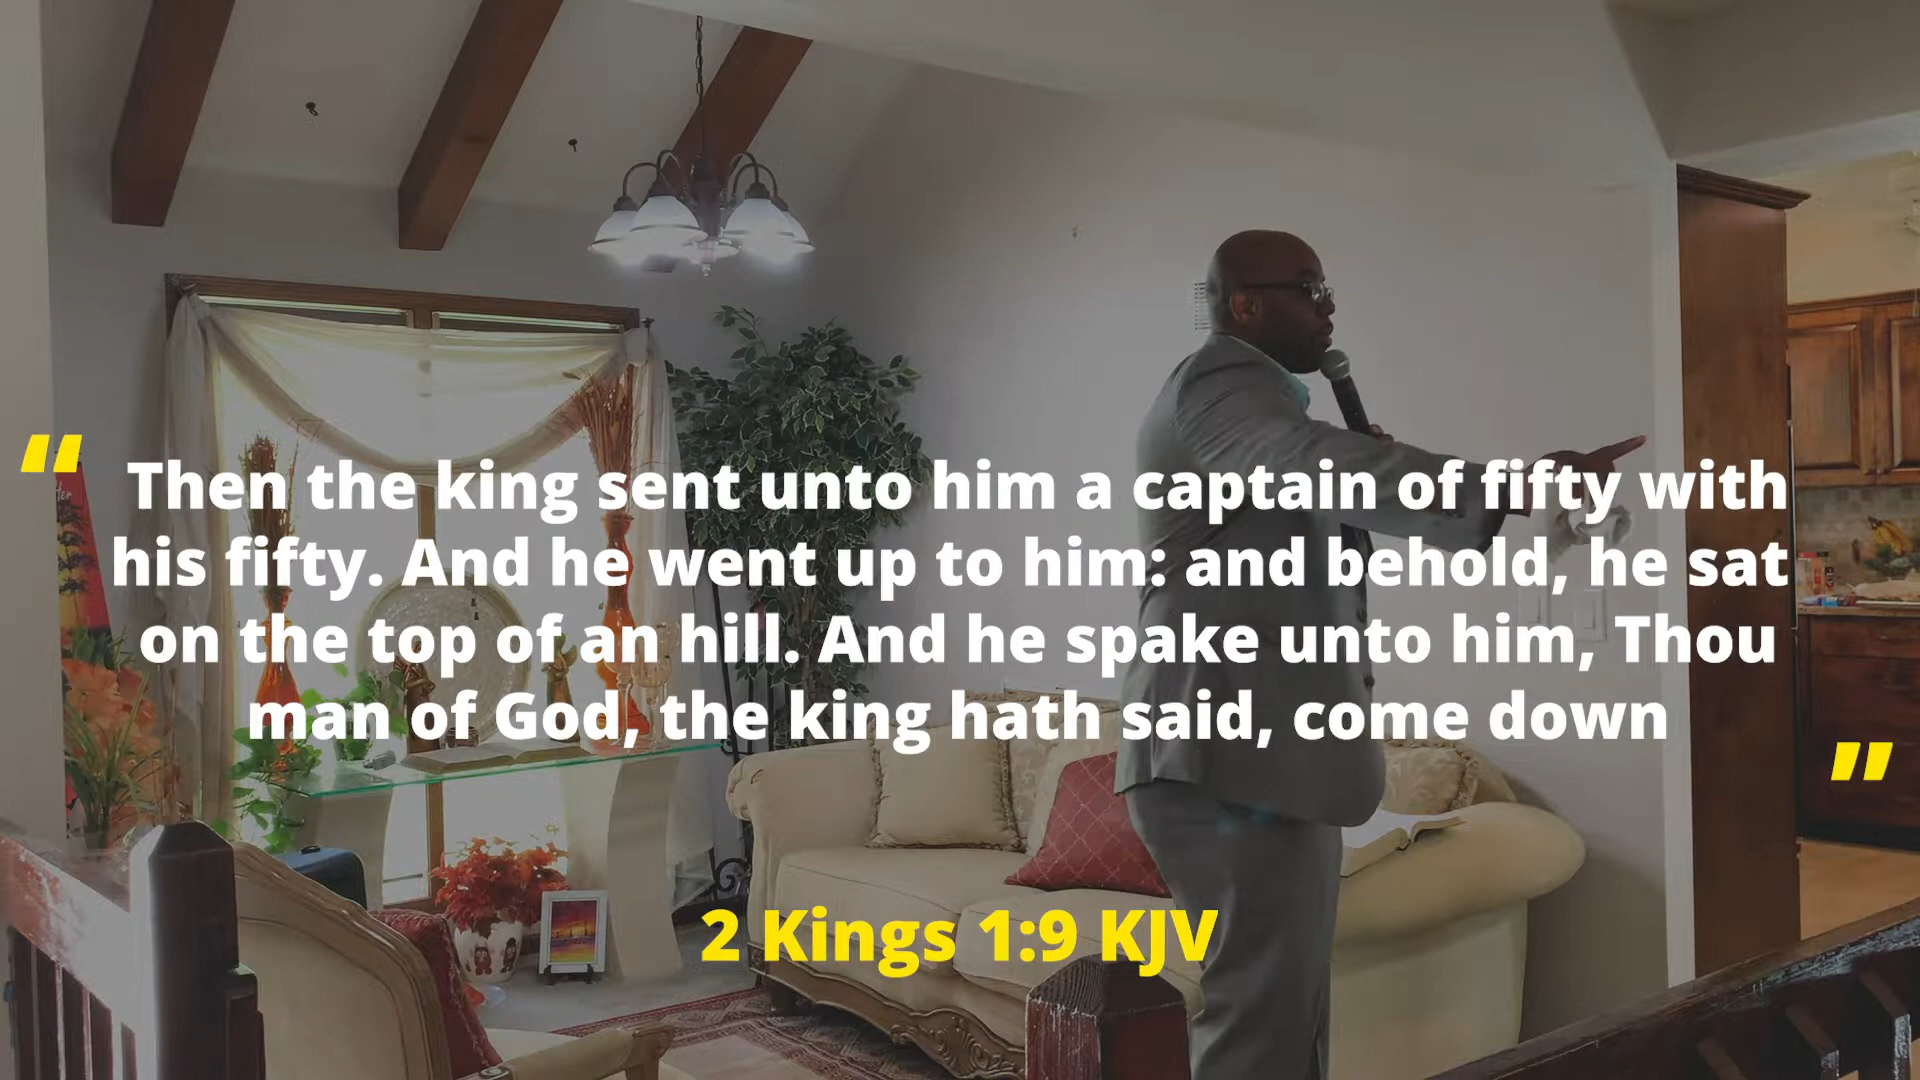 “
Then the king sent unto him a captain of fifty with
his fifty. And he went up to him: and behold, he sat
on the top of an hill. And he spake unto him, Thou
man of God, the king hath said, come down
"
2 Kings 1:9 KJV